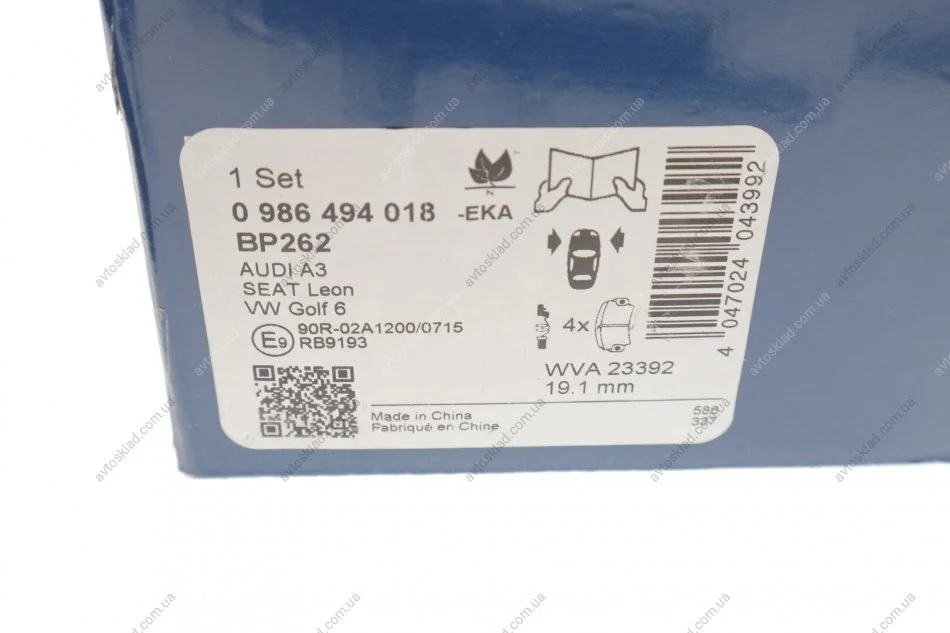 1 Set
0 986 494 018 -EKA
BP262
AUDI A3
SEAT Leon
VW Golf 6
E9 90R-02A1200/0715
RB9193
N
4x
WVA 23392
19.1 mm
Made in China
Fabriqué en Chine
4 047024 043992
avtosklad.com.ua